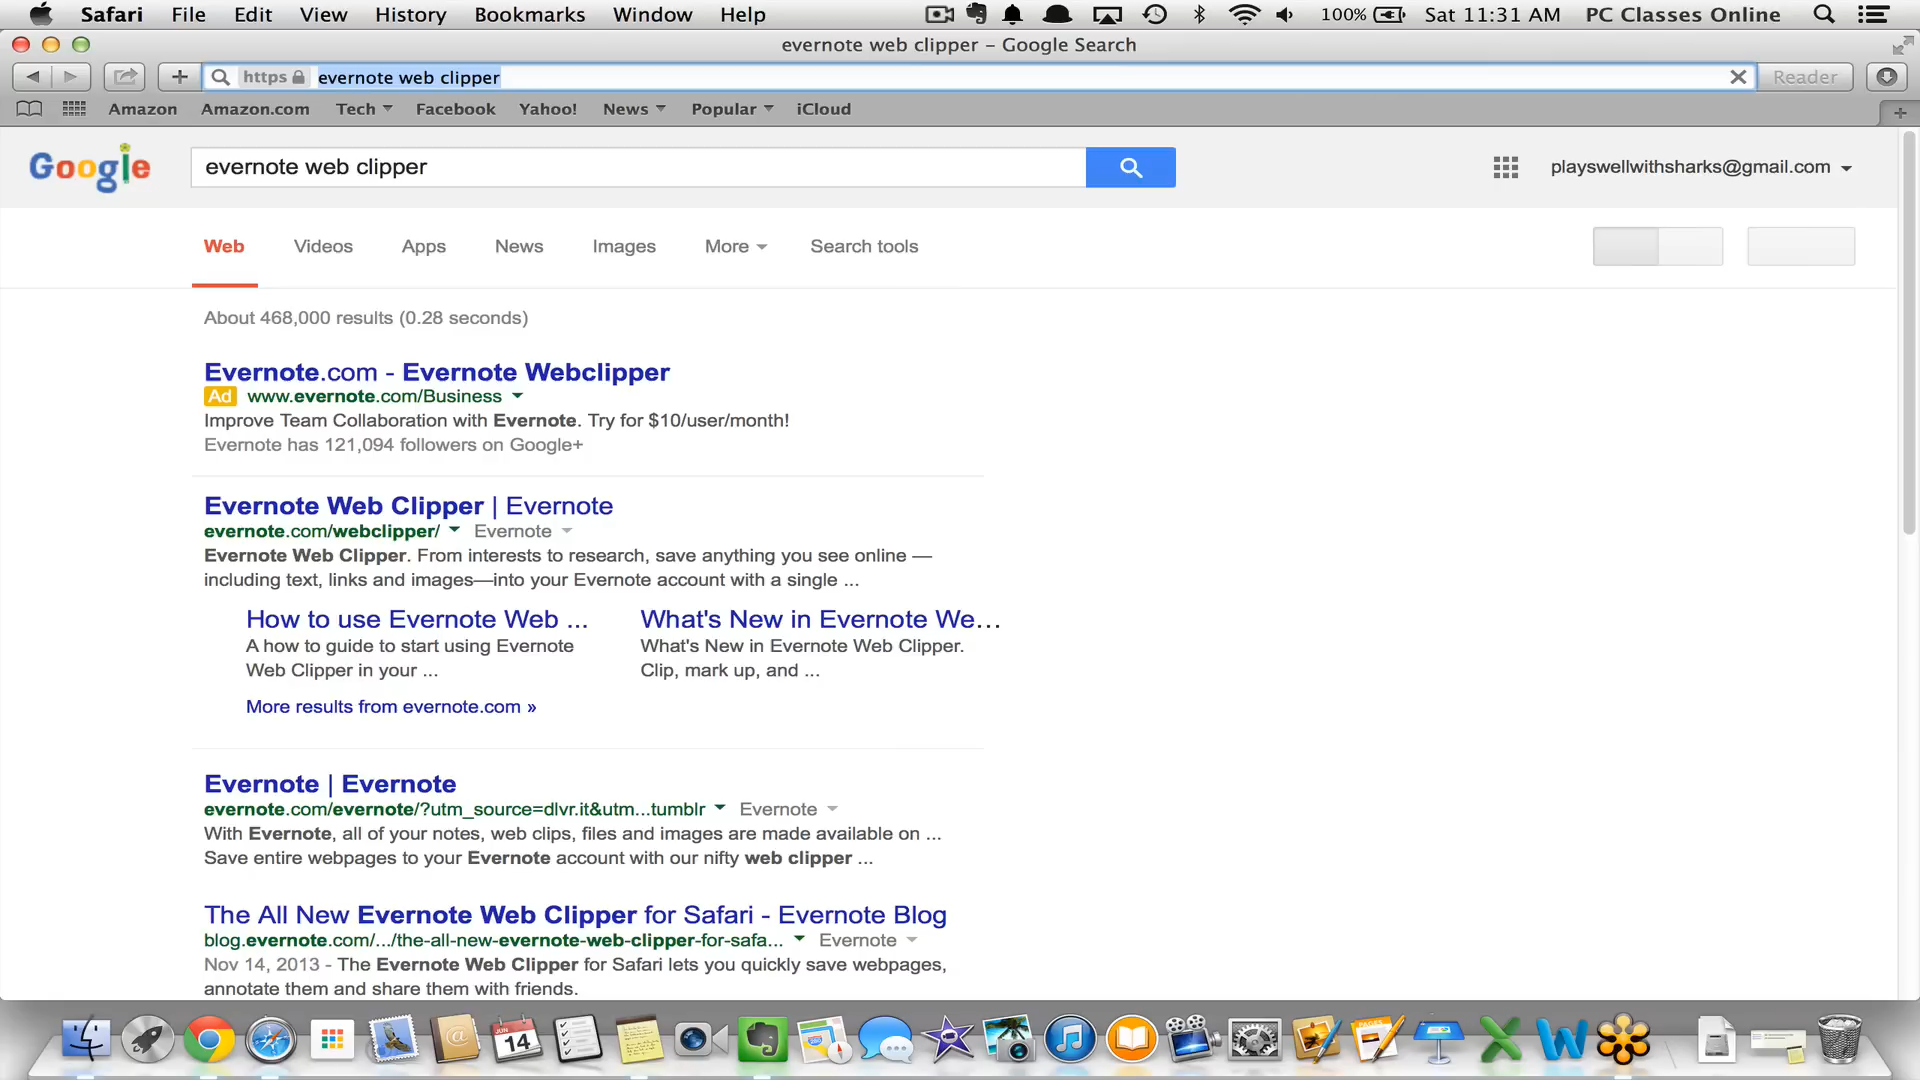 Safari File Edit View History Bookmarks Window Help 100% Sat 11:31 AM PC Classes Online
evernote web clipper – Google Search
https evernote web clipper Reader
Amazon Amazon.com Tech Facebook Yahoo! News Popular iCloud
Google evernote web clipper playswellwithsharks@gmail.com
Web Videos Apps News Images More Search tools
About 468,000 results (0.28 seconds)
Evernote.com - Evernote Webclipper
Ad www.evernote.com/Business
Improve Team Collaboration with Evernote. Try for $10/user/month!
Evernote has 121,094 followers on Google+
Evernote Web Clipper | Evernote
evernote.com/webclipper/ Evernote
Evernote Web Clipper. From interests to research, save anything you see online —
including text, links and images—into your Evernote account with a single ...
How to use Evernote Web ... What's New in Evernote We...
A how to guide to start using Evernote What's New in Evernote Web Clipper.
Web Clipper in your ... Clip, mark up, and ...
More results from evernote.com »
Evernote | Evernote
evernote.com/evernote/?utm_source=dlvr.it&utm...tumblr Evernote
With Evernote, all of your notes, web clips, files and images are made available on ...
Save entire webpages to your Evernote account with our nifty web clipper ...
The All New Evernote Web Clipper for Safari - Evernote Blog
blog.evernote.com/.../the-all-new-evernote-web-clipper-for-safa... Evernote
Nov 14, 2013 - The Evernote Web Clipper for Safari lets you quickly save webpages,
annotate them and share them with friends.
JUN
14
PAGES